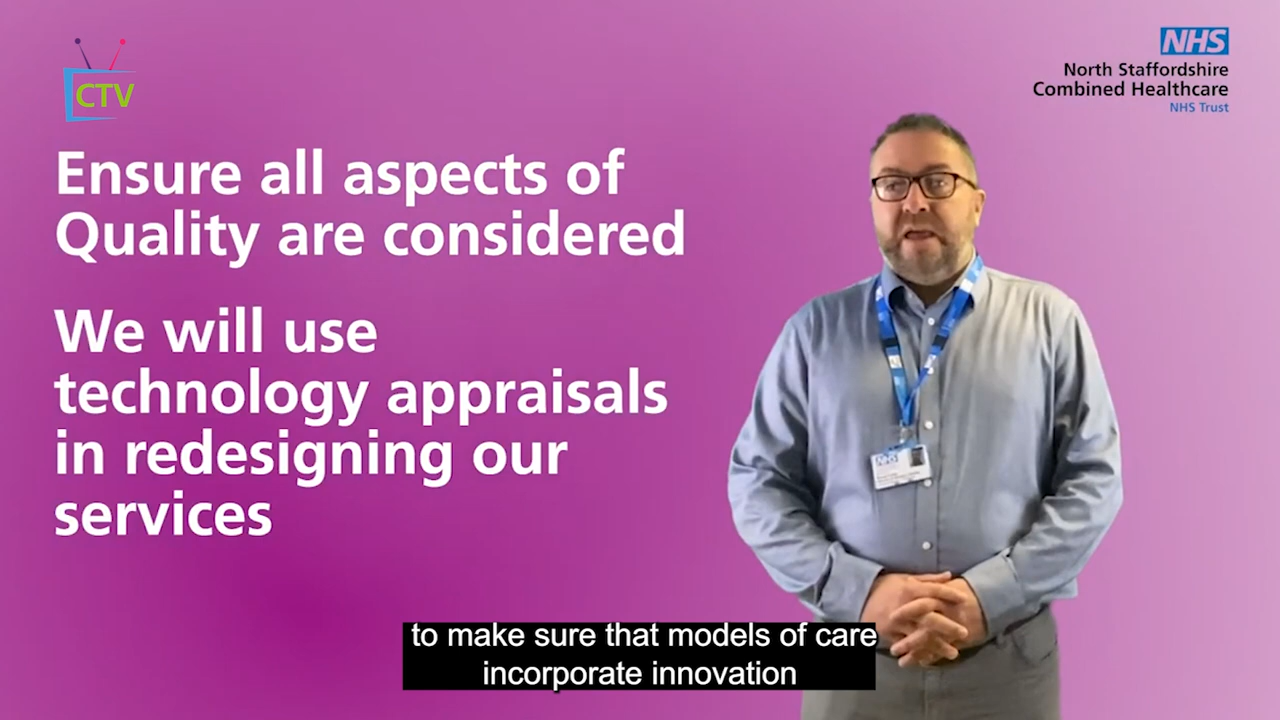 CTV
NHS
North Staffordshire
Combined Healthcare
NHS Trust
Ensure all aspects of
Quality are considered
We will use
technology appraisals
in redesigning our
services
NHS
to make sure that models of care
incorporate innovation